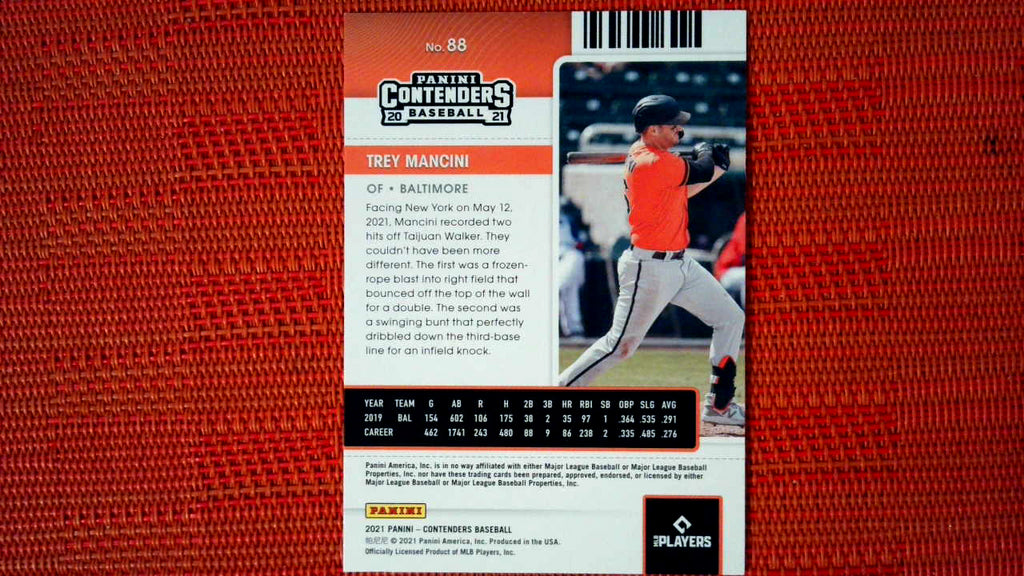 No. 88
PANINI
CONTENDERS
20 BASEBALL 21
TREY MANCINI
OF • BALTIMORE
Facing New York on May 12,
2021, Mancini recorded two
hits off Taijuan Walker. They
couldn't have been more
different. The first was a frozen-
rope blast into right field that
bounced off the top of the wall
for a double. The second was
a swinging bunt that perfectly
dribbled down the third-base
line for an infield knock.
YEAR TEAM G AB R H 2B 3B HR RBI SB OBP SLG AVG
2019 BAL 154 602 106 175 38 2 35 97 1 .364 .535 .291
CAREER 462 1741 243 480 88 9 86 238 2 .335 .485 .276
Panini America, Inc. is in no way affiliated with either Major League Baseball or Major League Baseball
Properties, Inc. nor have these trading cards been prepared, approved, endorsed, or licensed by either
Major League Baseball or Major League Baseball Properties, Inc.
PANINI
2021 PANINI – CONTENDERS BASEBALL
帕尼尼 © 2021 Panini America, Inc. Produced in the USA.
Officially Licensed Product of MLB Players, Inc.
MLB PLAYERS